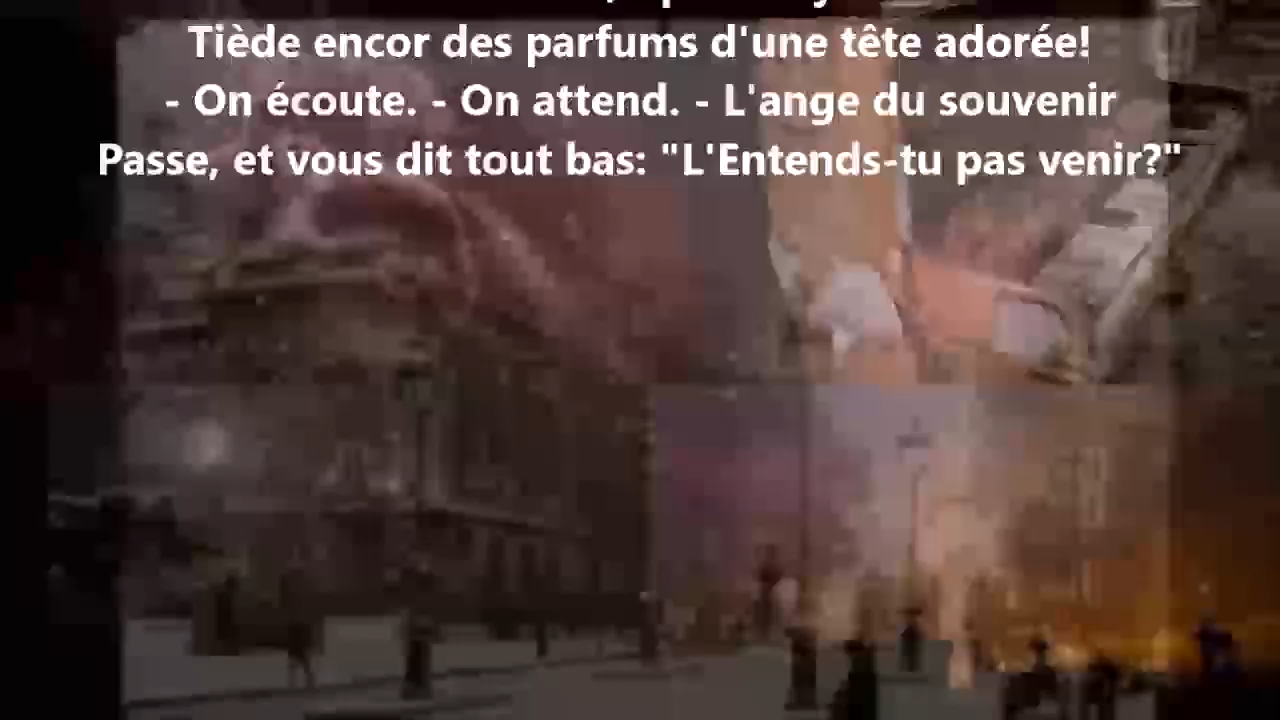 Tiède encor des parfums d'une tête adorée!
- On écoute. - On attend. - L'ange du souvenir
Passe, et vous dit tout bas: "L'Entends-tu pas venir?"